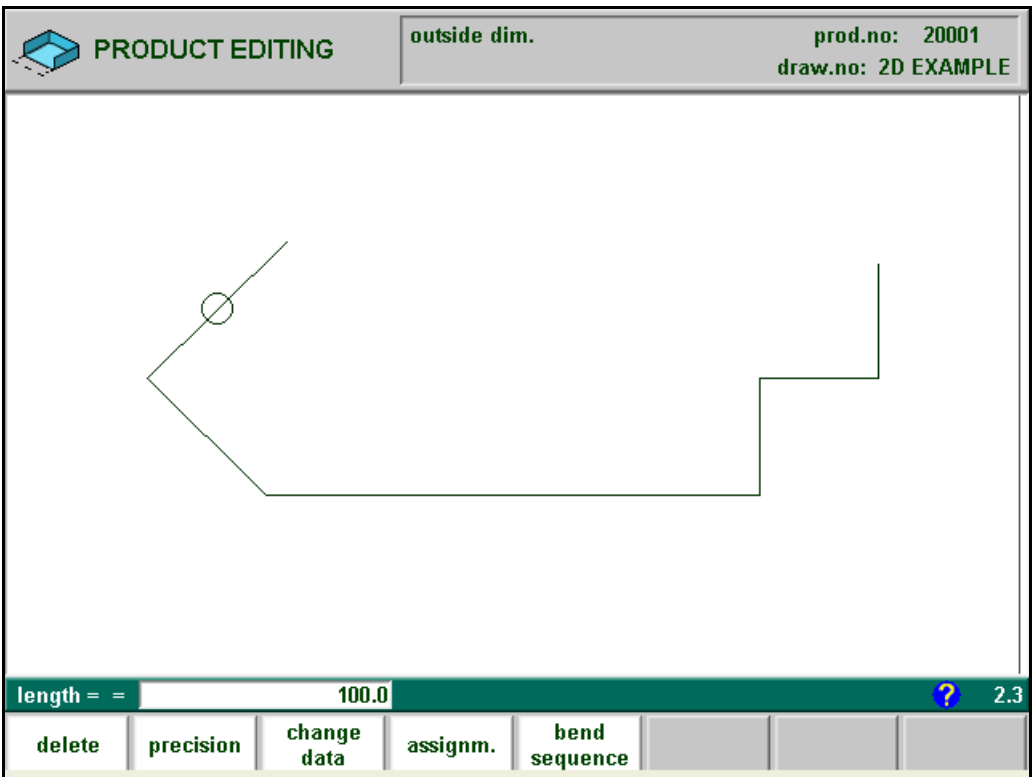 PRODUCT EDITING
outside dim.
prod.no: 20001
draw.no: 2D EXAMPLE
length = =
100.0
?
2.3
delete
precision
change
data
assignm.
bend
sequence